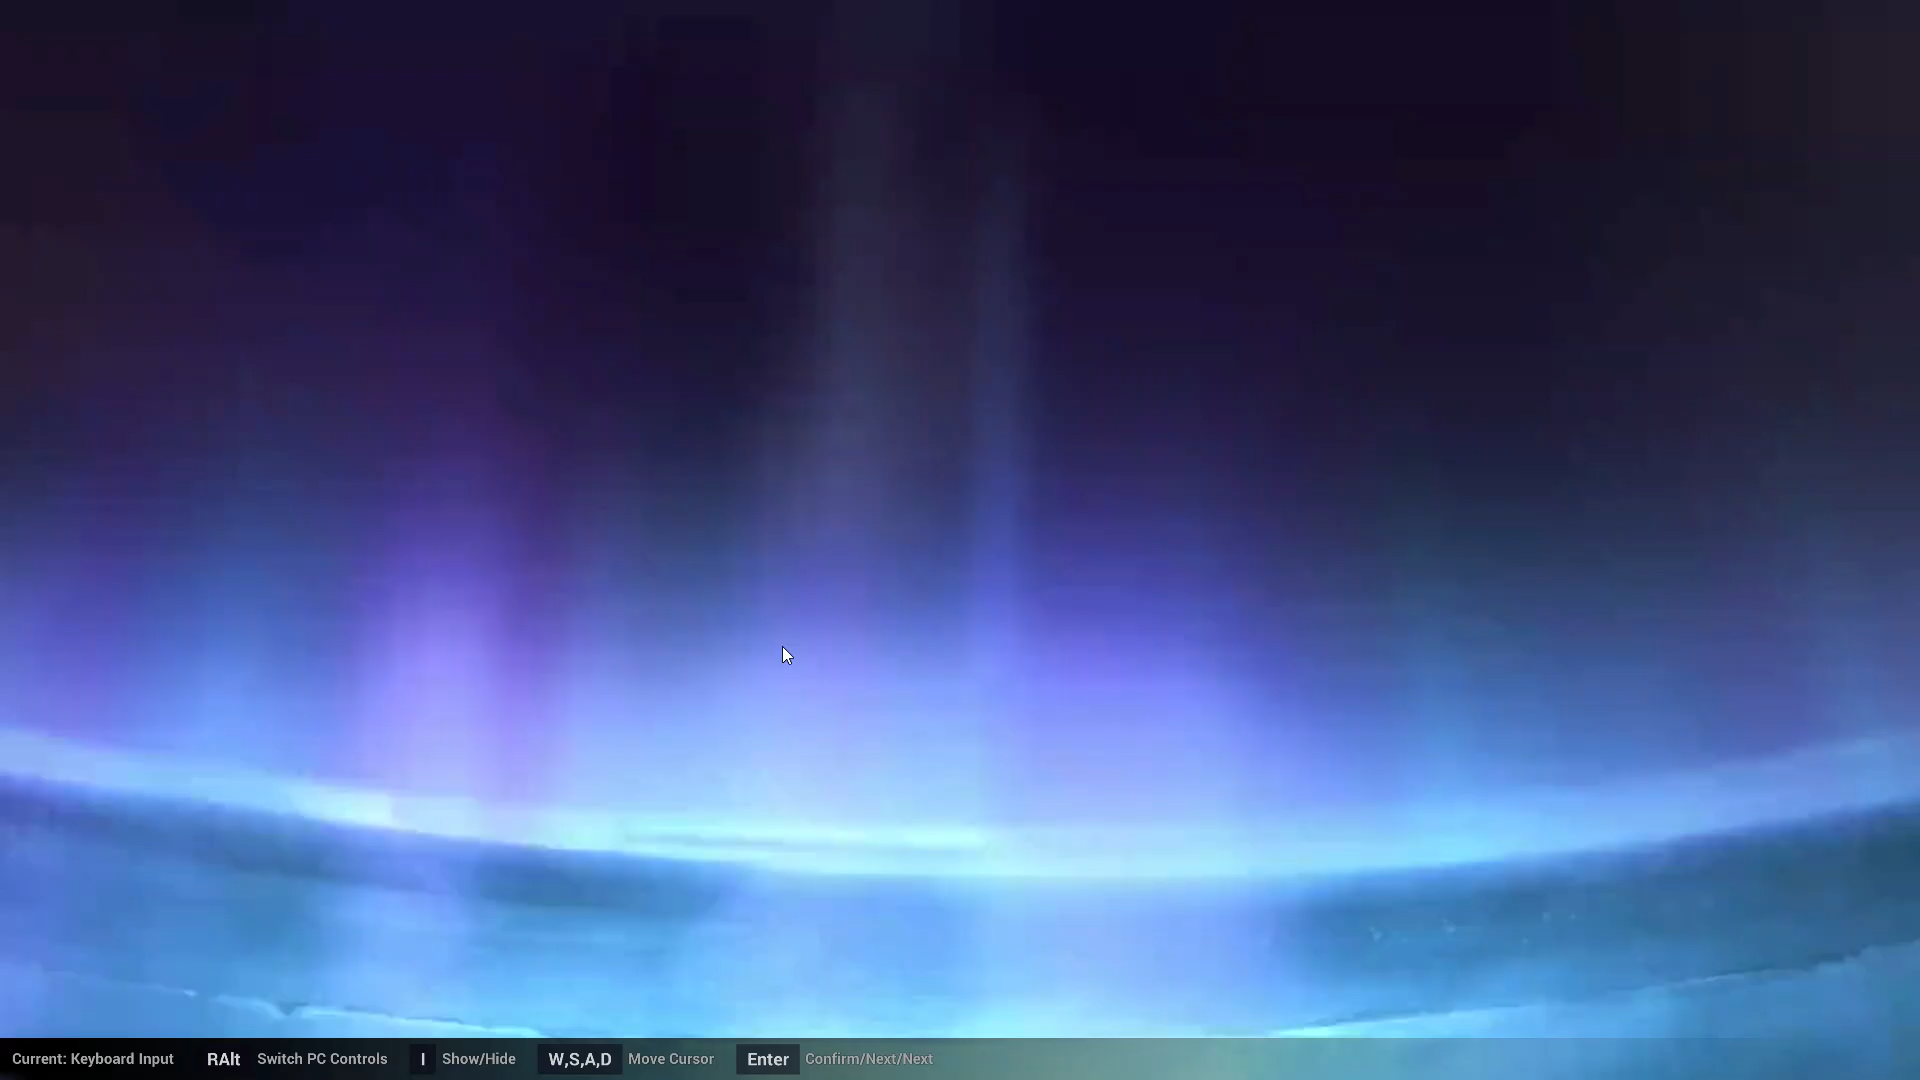 Current: Keyboard Input RAlt Switch PC Controls I Show/Hide W,S,A,D Move Cursor Enter Confirm/Next/Next